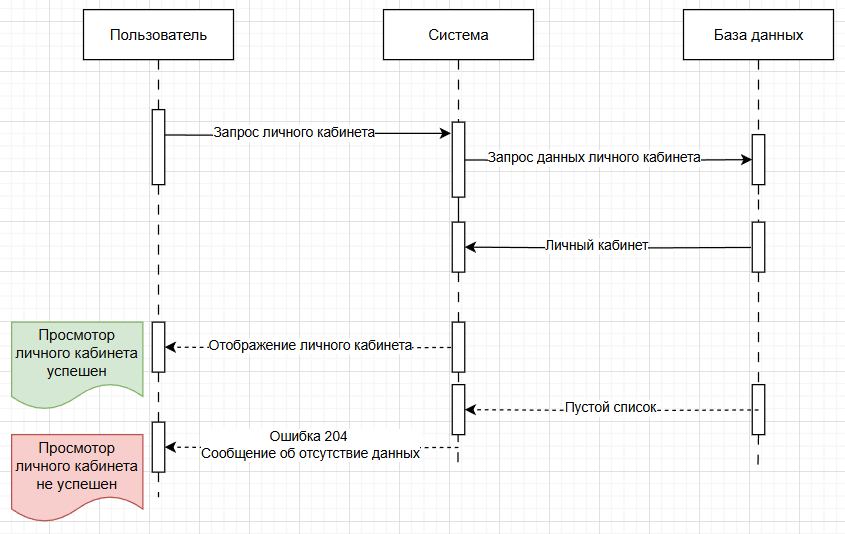 Пользователь
Система
База данных
Запрос личного кабинета
Запрос данных личного кабинета
Личный кабинет
Просмотор
личного кабинета
успешен
Отображение личного кабинета
Пустой список
Ошибка 204
Сообщение об отсутствие данных
Просмотор
личного кабинета
не успешен